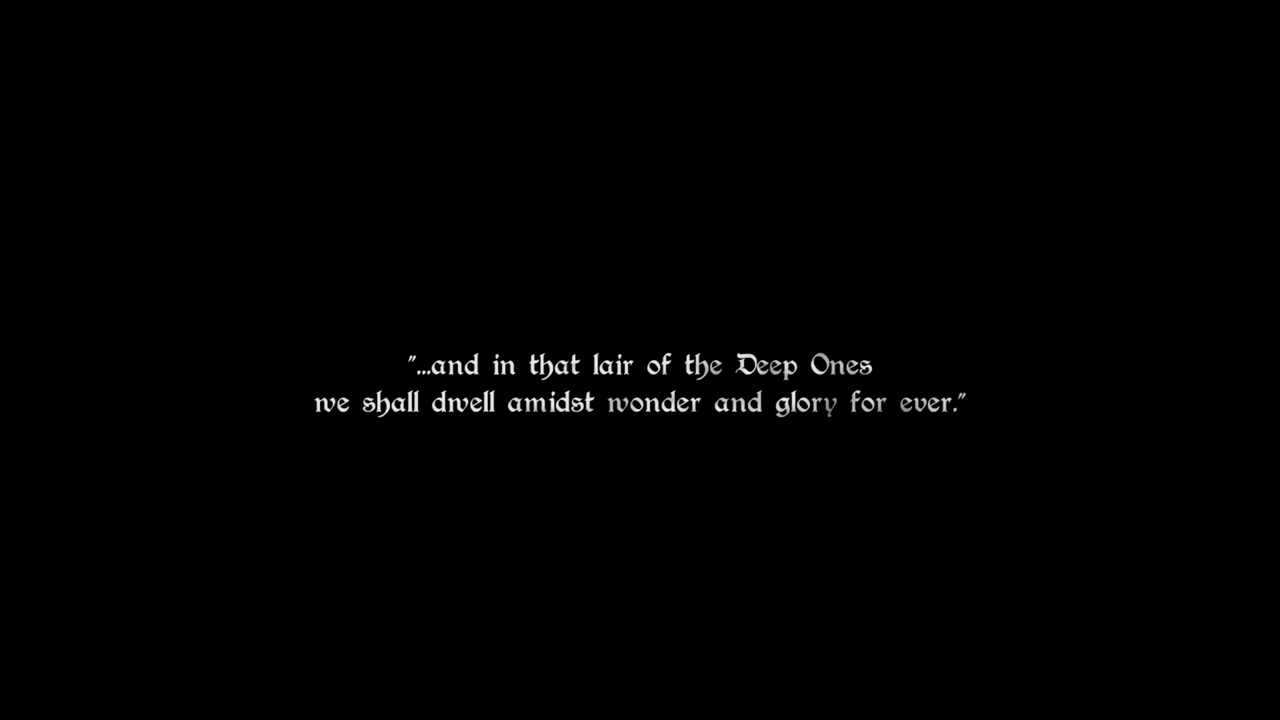 "...and in that lair of the Deep Ones
we shall dwell amidst wonder and glory for ever."